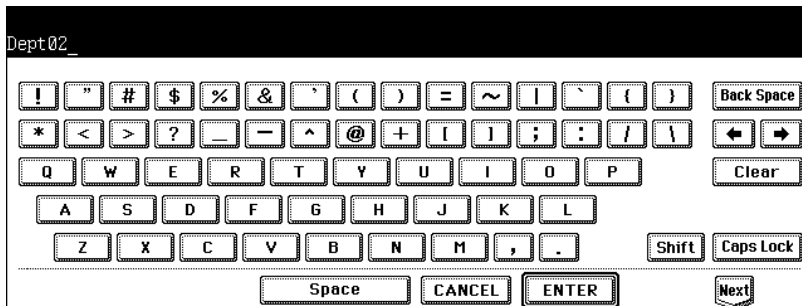 Dept02_
! " # $ % & ' ( ) = ~ | ` { } Back Space
* < > ? _ - ^ @ + [ ] ; : / \ ← →
Q W E R T Y U I O P Clear
A S D F G H J K L
Z X C V B N M , . Shift Caps Lock
Space CANCEL ENTER Next